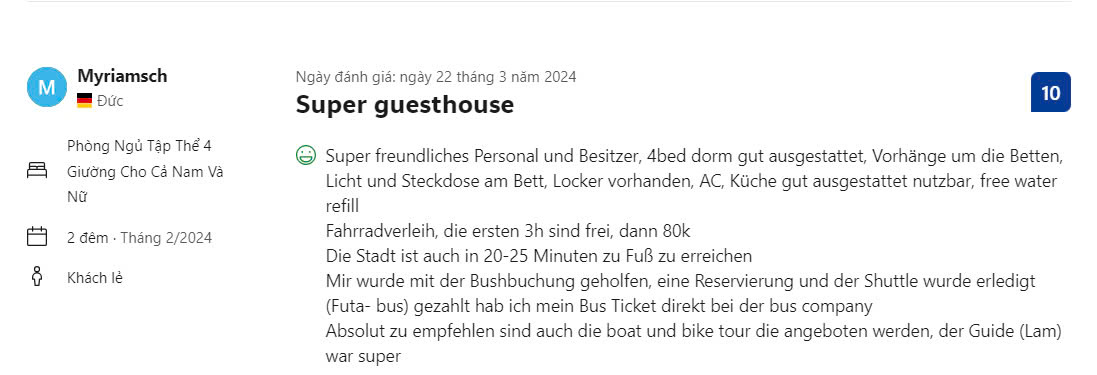 M
Myriamsch
Đức
Phòng Ngủ Tập Thể 4
Giường Cho Cả Nam Và
Nữ
2 đêm · Tháng 2/2024
Khách lẻ
Ngày đánh giá: ngày 22 tháng 3 năm 2024
Super guesthouse
10
Super freundliches Personal und Besitzer, 4bed dorm gut ausgestattet, Vorhänge um die Betten,
Licht und Steckdose am Bett, Locker vorhanden, AC, Küche gut ausgestattet nutzbar, free water
refill
Fahrradverleih, die ersten 3h sind frei, dann 80k
Die Stadt ist auch in 20-25 Minuten zu Fuß zu erreichen
Mir wurde mit der Bushbuchung geholfen, eine Reservierung und der Shuttle wurde erledigt
(Futa- bus) gezahlt hab ich mein Bus Ticket direkt bei der bus company
Absolut zu empfehlen sind auch die boat und bike tour die angeboten werden, der Guide (Lam)
war super